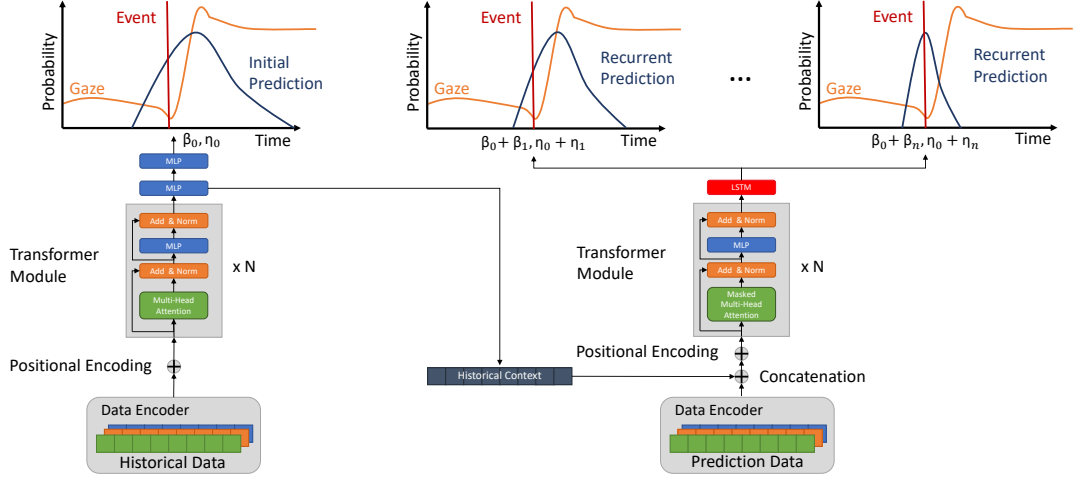 Probability
Event
Gaze
Initial
Prediction
Time
β₀, η₀
MLP
MLP
Add & Norm
MLP
Add & Norm
Multi-Head
Attention
Transformer
Module
x N
Positional Encoding
Data Encoder
Historical Data
Probability
Event
Gaze
Recurrent
Prediction
Time
β₀ + β₁, η₀ + η₁
...
Probability
Event
Gaze
Recurrent
Prediction
Time
β₀ + βₙ, η₀ + ηₙ
LSTM
Add & Norm
MLP
Add & Norm
Masked
Multi-Head
Attention
Transformer
Module
x N
Positional Encoding
Historical Context
Concatenation
Data Encoder
Prediction Data